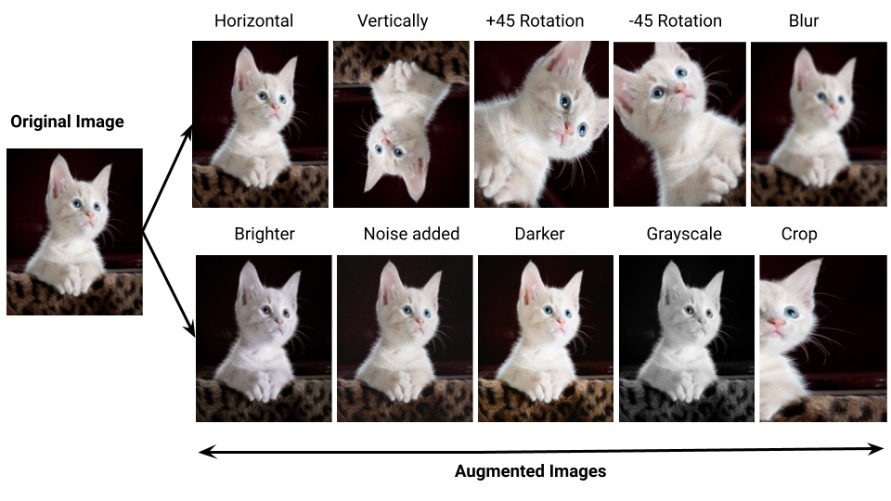 Horizontal
Vertically
+45 Rotation
-45 Rotation
Blur
Original Image
Brighter
Noise added
Darker
Grayscale
Crop
Augmented Images